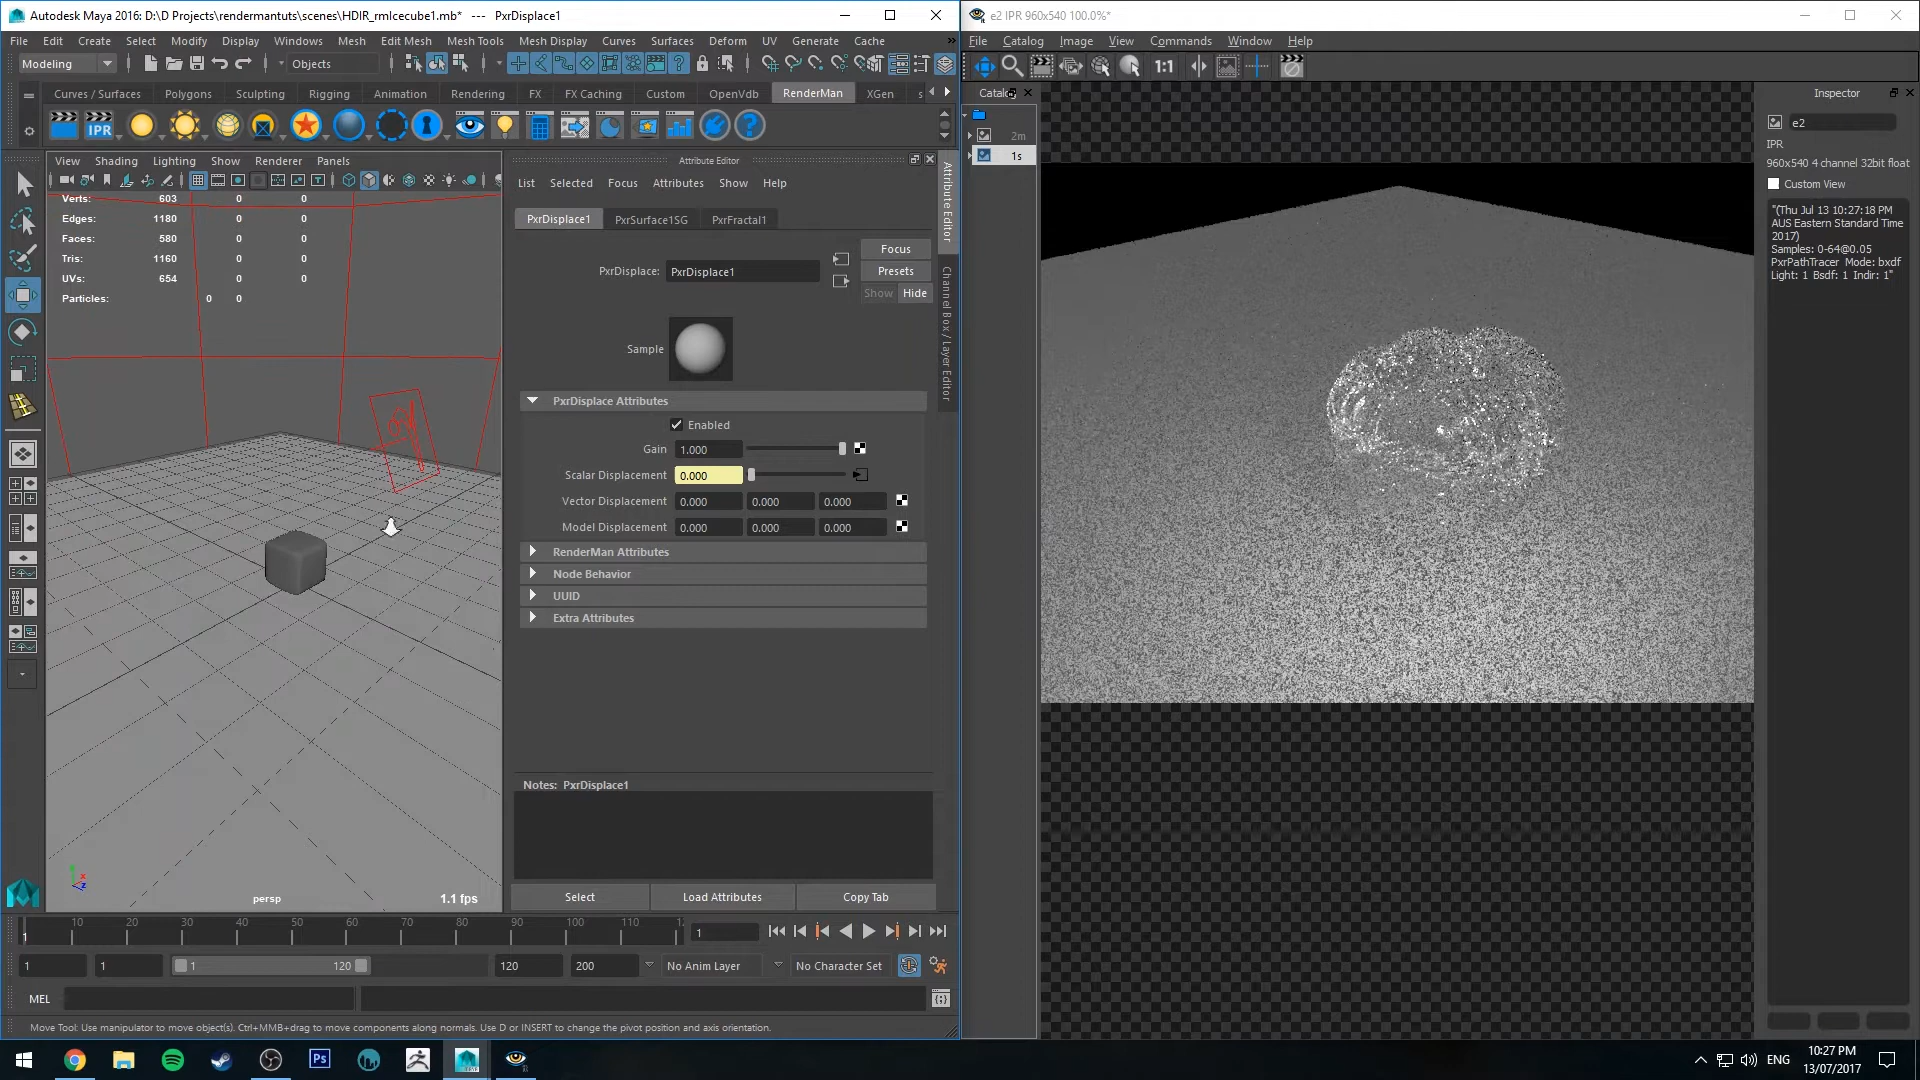 Autodesk Maya 2016: D:\D Projects\rendermantuts\scenes\HDIR_rmIcecube1.mb* --- PxrDisplace1
File Edit Create Select Modify Display Windows Mesh Edit Mesh Mesh Tools Mesh Display Curves Surfaces Deform UV Generate Cache
Modeling Objects
Curves / Surfaces Polygons Sculpting Rigging Animation Rendering FX FX Caching Custom OpenVdb RenderMan XGen s
IPR
View Shading Lighting Show Renderer Panels
Verts: 603 0 0
Edges: 1180 0 0
Faces: 580 0 0
Tris: 1160 0 0
UVs: 654 0 0
Particles: 0 0
persp
1.1 fps
Attribute Editor
List Selected Focus Attributes Show Help
PxrDisplace1 PxrSurface1SG PxrFractal1
Focus
PxrDisplace: PxrDisplace1
Presets
Show Hide
Sample
PxrDisplace Attributes
Enabled
Gain 1.000
Scalar Displacement 0.000
Vector Displacement 0.000 0.000 0.000
Model Displacement 0.000 0.000 0.000
RenderMan Attributes
Node Behavior
UUID
Extra Attributes
Notes: PxrDisplace1
Select Load Attributes Copy Tab
Attribute Editor
Channel Box / Layer Editor
1 10 20 30 40 50 60 70 80 90 100 110 1
1 1 1 120 120 200 No Anim Layer No Character Set
MEL
Move Tool: Use manipulator to move object(s). Ctrl+MMB+drag to move components along normals. Use D or INSERT to change the pivot position and axis orientation.
e2 IPR 960x540 100.0%*
File Catalog Image View Commands Window Help
1:1
Catalo
2m
1s
Inspector
e2
IPR
960x540 4 channel 32bit float
Custom View
"(Thu Jul 13 10:27:18 PM
AUS Eastern Standard Time
2017)
Samples: 0-64@0.05
PxrPathTracer Mode: bxdf
Light: 1 Bsdf: 1 Indir: 1"
Ps
ENG
10:27 PM
13/07/2017